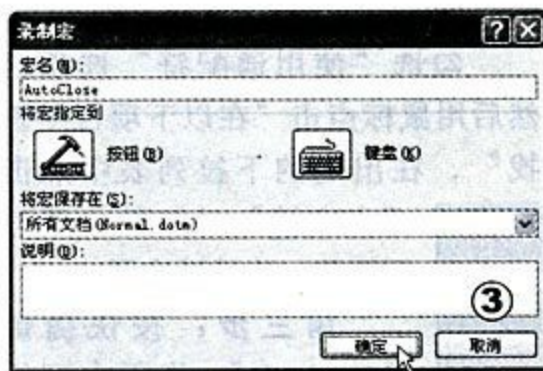 录制宏
宏名(M):
AutoClose
将宏指定到
按钮(B)
键盘(K)
将宏保存在(S):
所有文档(Normal.dotm)
说明(D):
③
确定
取消